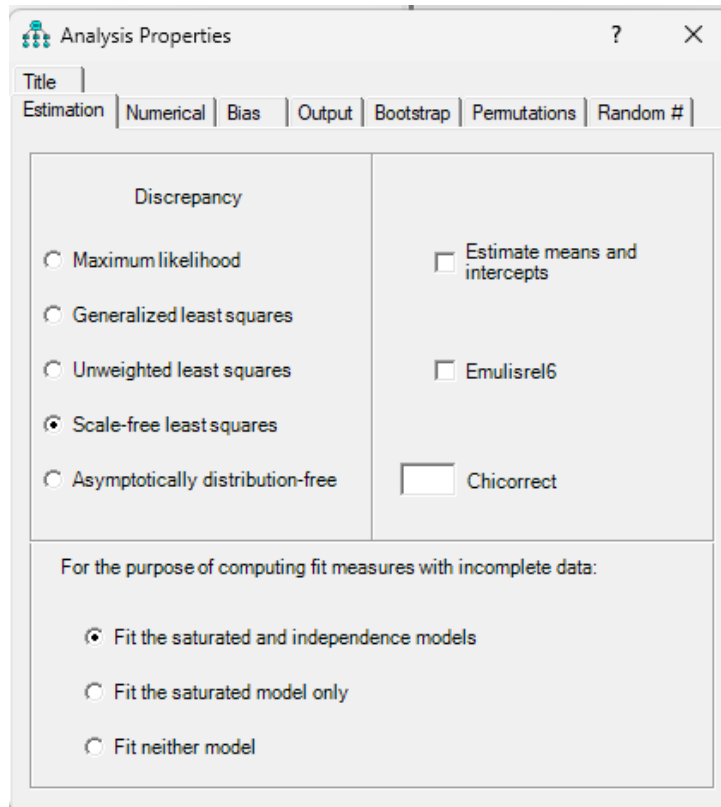 Analysis Properties ? ×
Title
Estimation Numerical Bias Output Bootstrap Permutations Random #
Discrepancy
Maximum likelihood
Generalized least squares
Unweighted least squares
Scale-free least squares
Asymptotically distribution-free
Estimate means and
intercepts
Emulisrel6
Chicorrect
For the purpose of computing fit measures with incomplete data:
Fit the saturated and independence models
Fit the saturated model only
Fit neither model